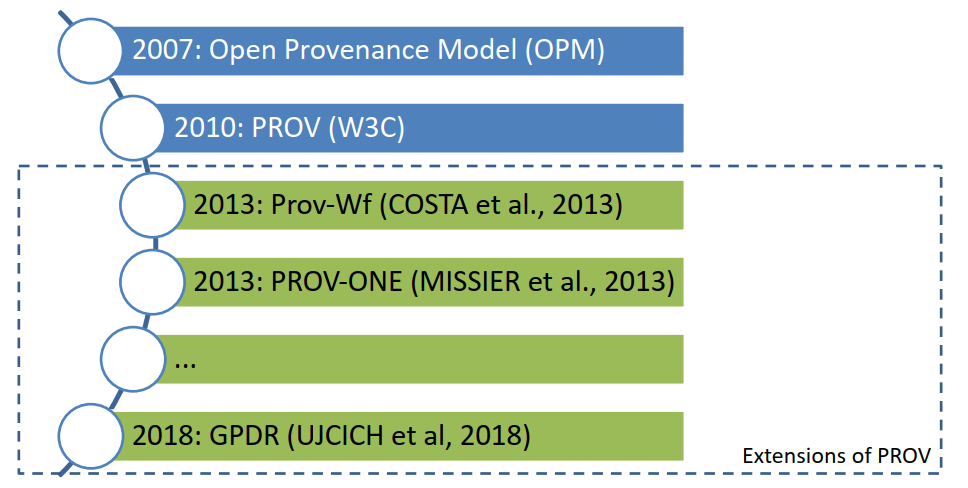 2007: Open Provenance Model (OPM)
2010: PROV (W3C)
2013: Prov-Wf (COSTA et al., 2013)
2013: PROV-ONE (MISSIER et al., 2013)
...
2018: GPDR (UJCICH et al, 2018)
Extensions of PROV